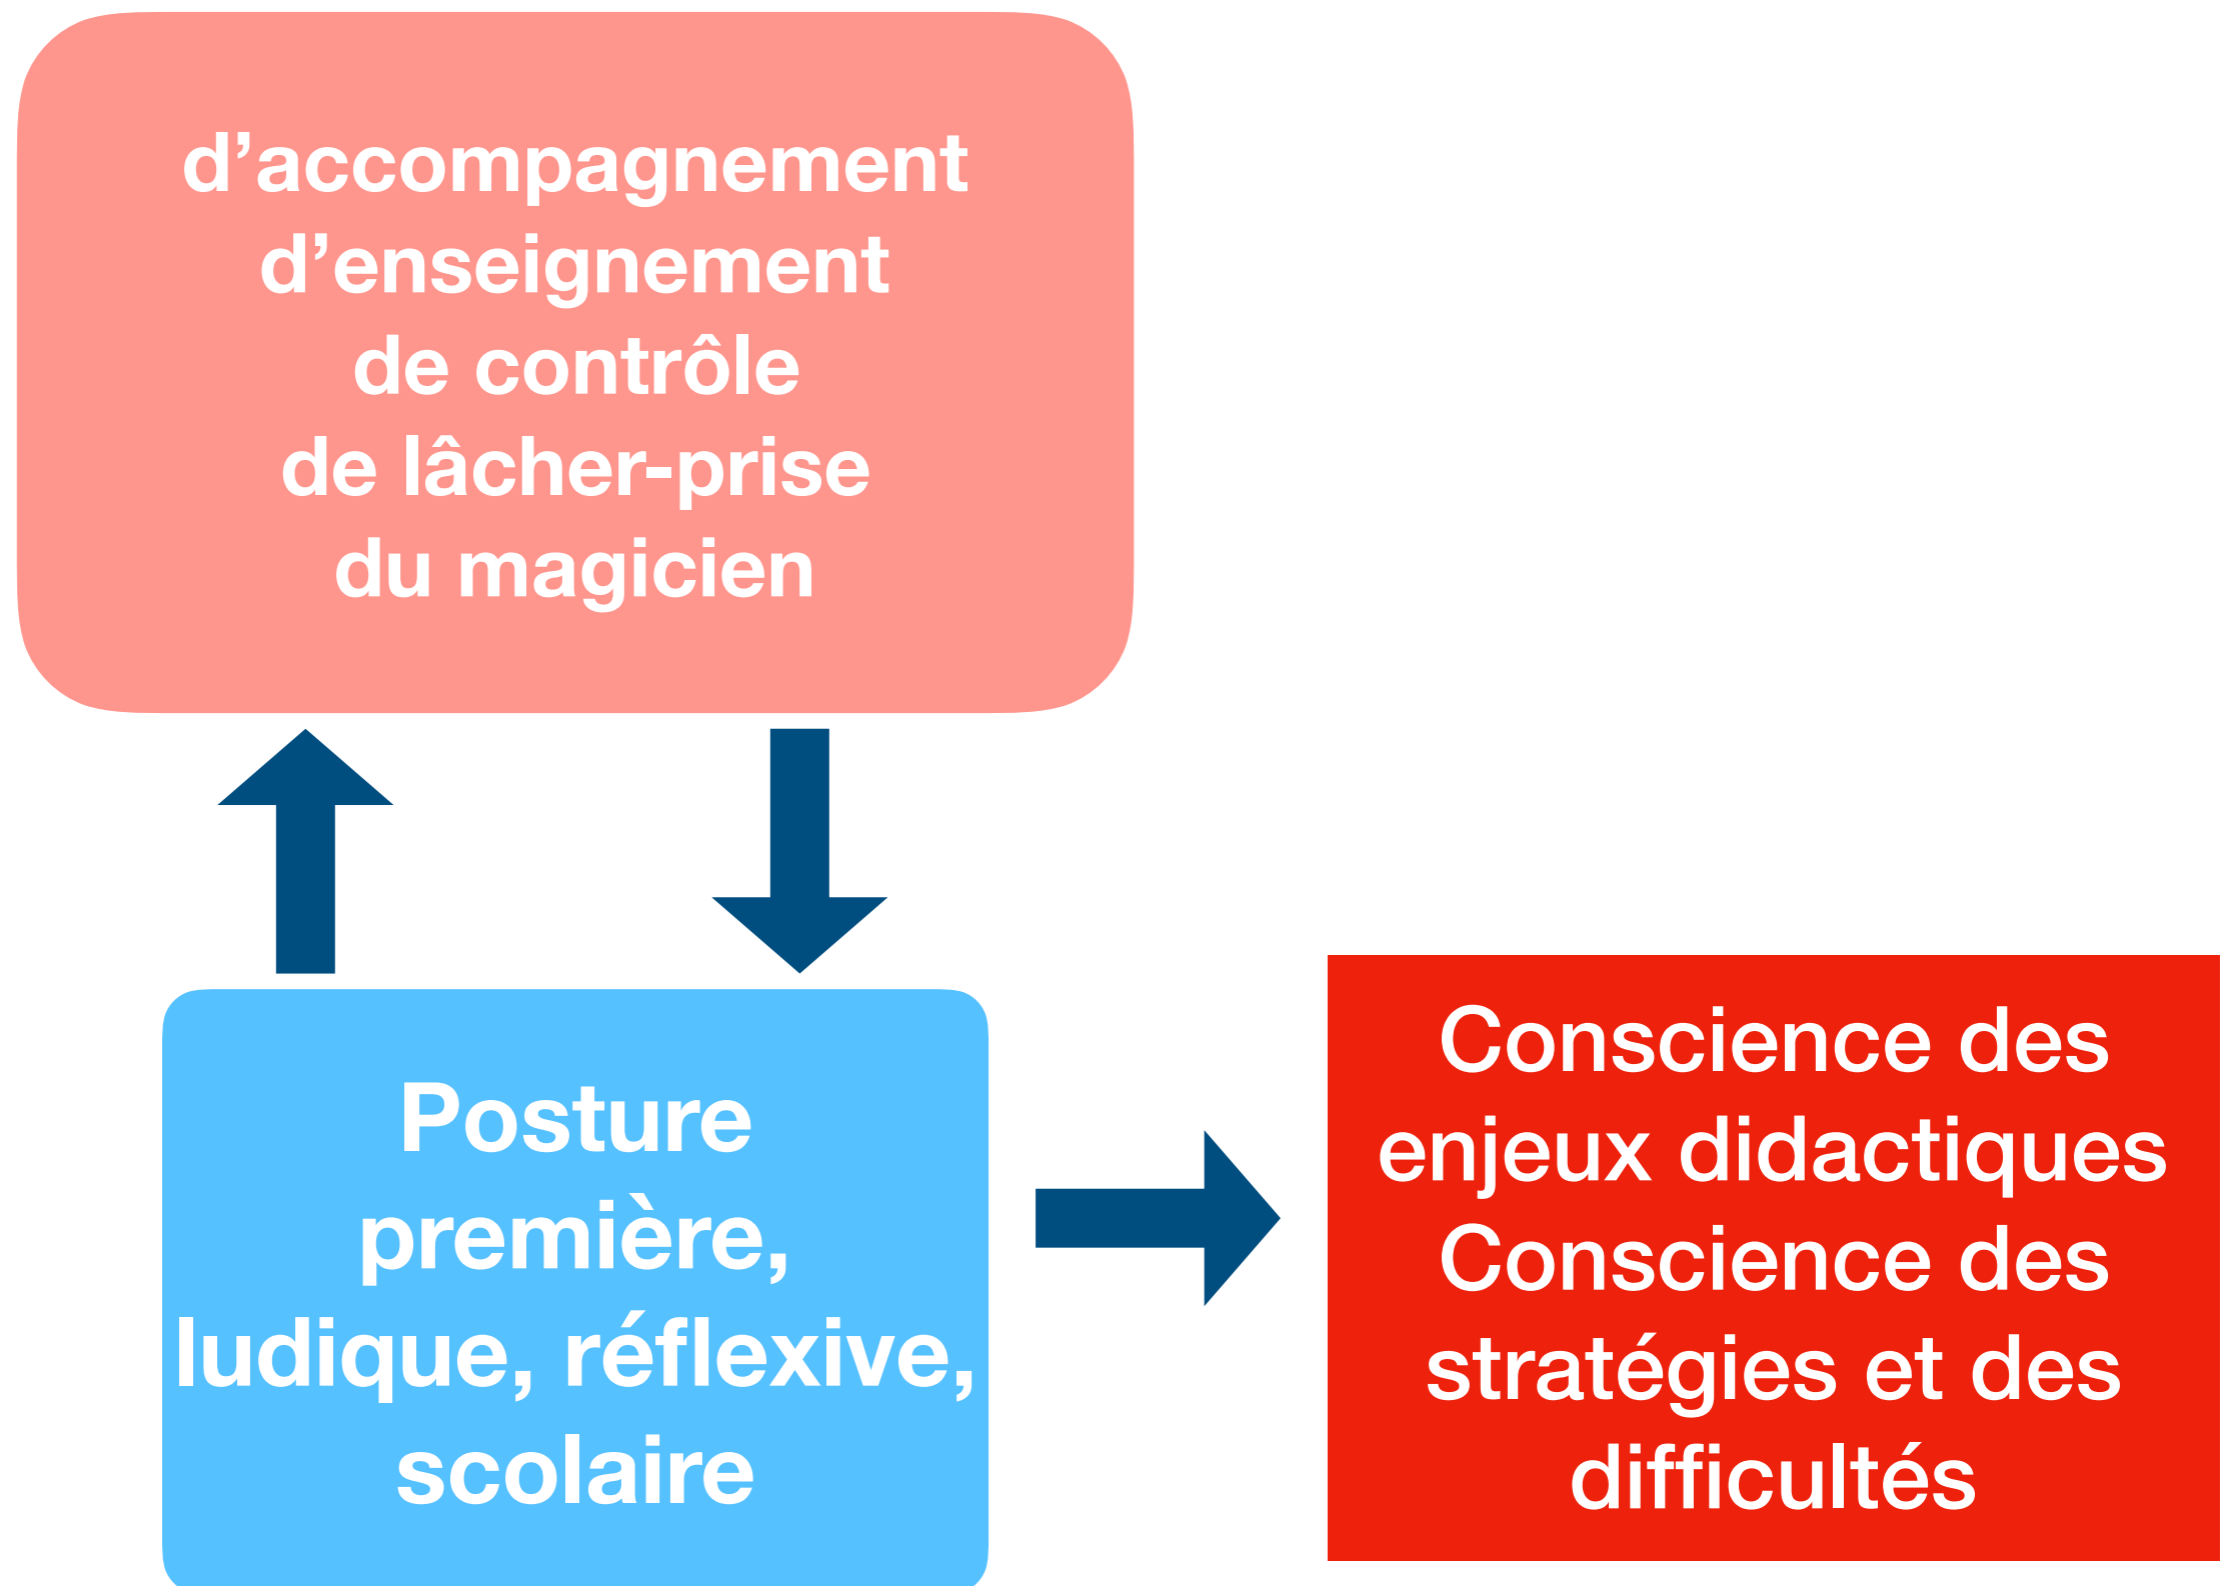 d’accompagnement
d’enseignement
de contrôle
de lâcher-prise
du magicien
Posture
première,
ludique, réflexive,
scolaire
Conscience des
enjeux didactiques
Conscience des
stratégies et des
difficultés